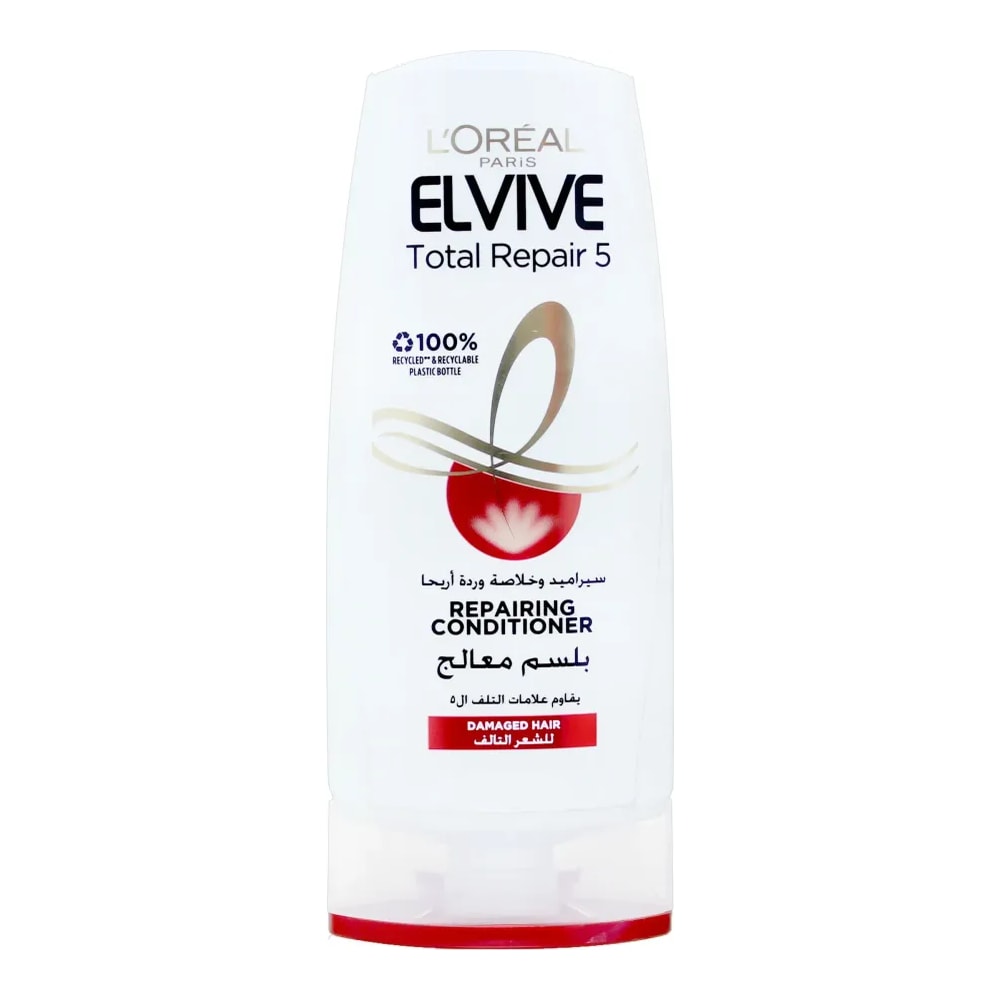 L'ORÉAL
PARIS
ELVIVE
Total Repair 5
100%
RECYCLED** & RECYCLABLE
PLASTIC BOTTLE
سيراميد وخلاصة وردة أريحا
REPAIRING
CONDITIONER
بلسم معالج
يقاوم علامات التلف ال٥
DAMAGED HAIR
للشعر التالف